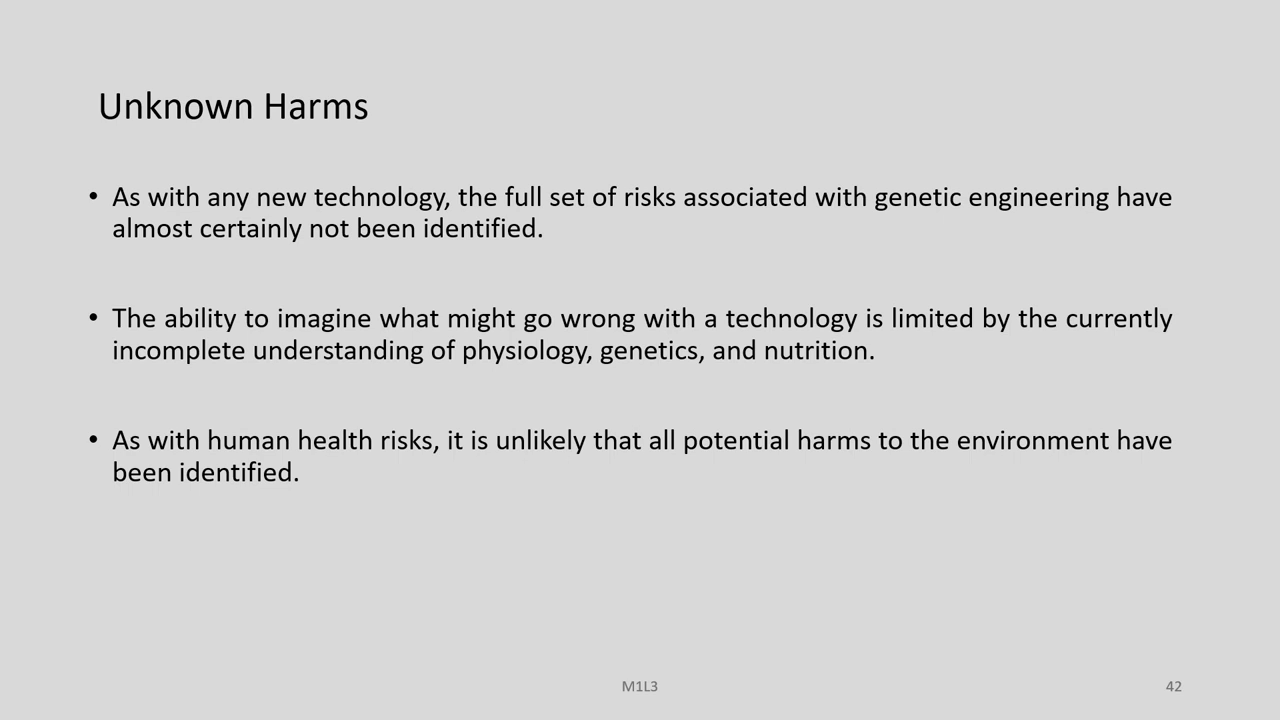 Unknown Harms
• As with any new technology, the full set of risks associated with genetic engineering have
almost certainly not been identified.
• The ability to imagine what might go wrong with a technology is limited by the currently
incomplete understanding of physiology, genetics, and nutrition.
• As with human health risks, it is unlikely that all potential harms to the environment have
been identified.
M1L3
42